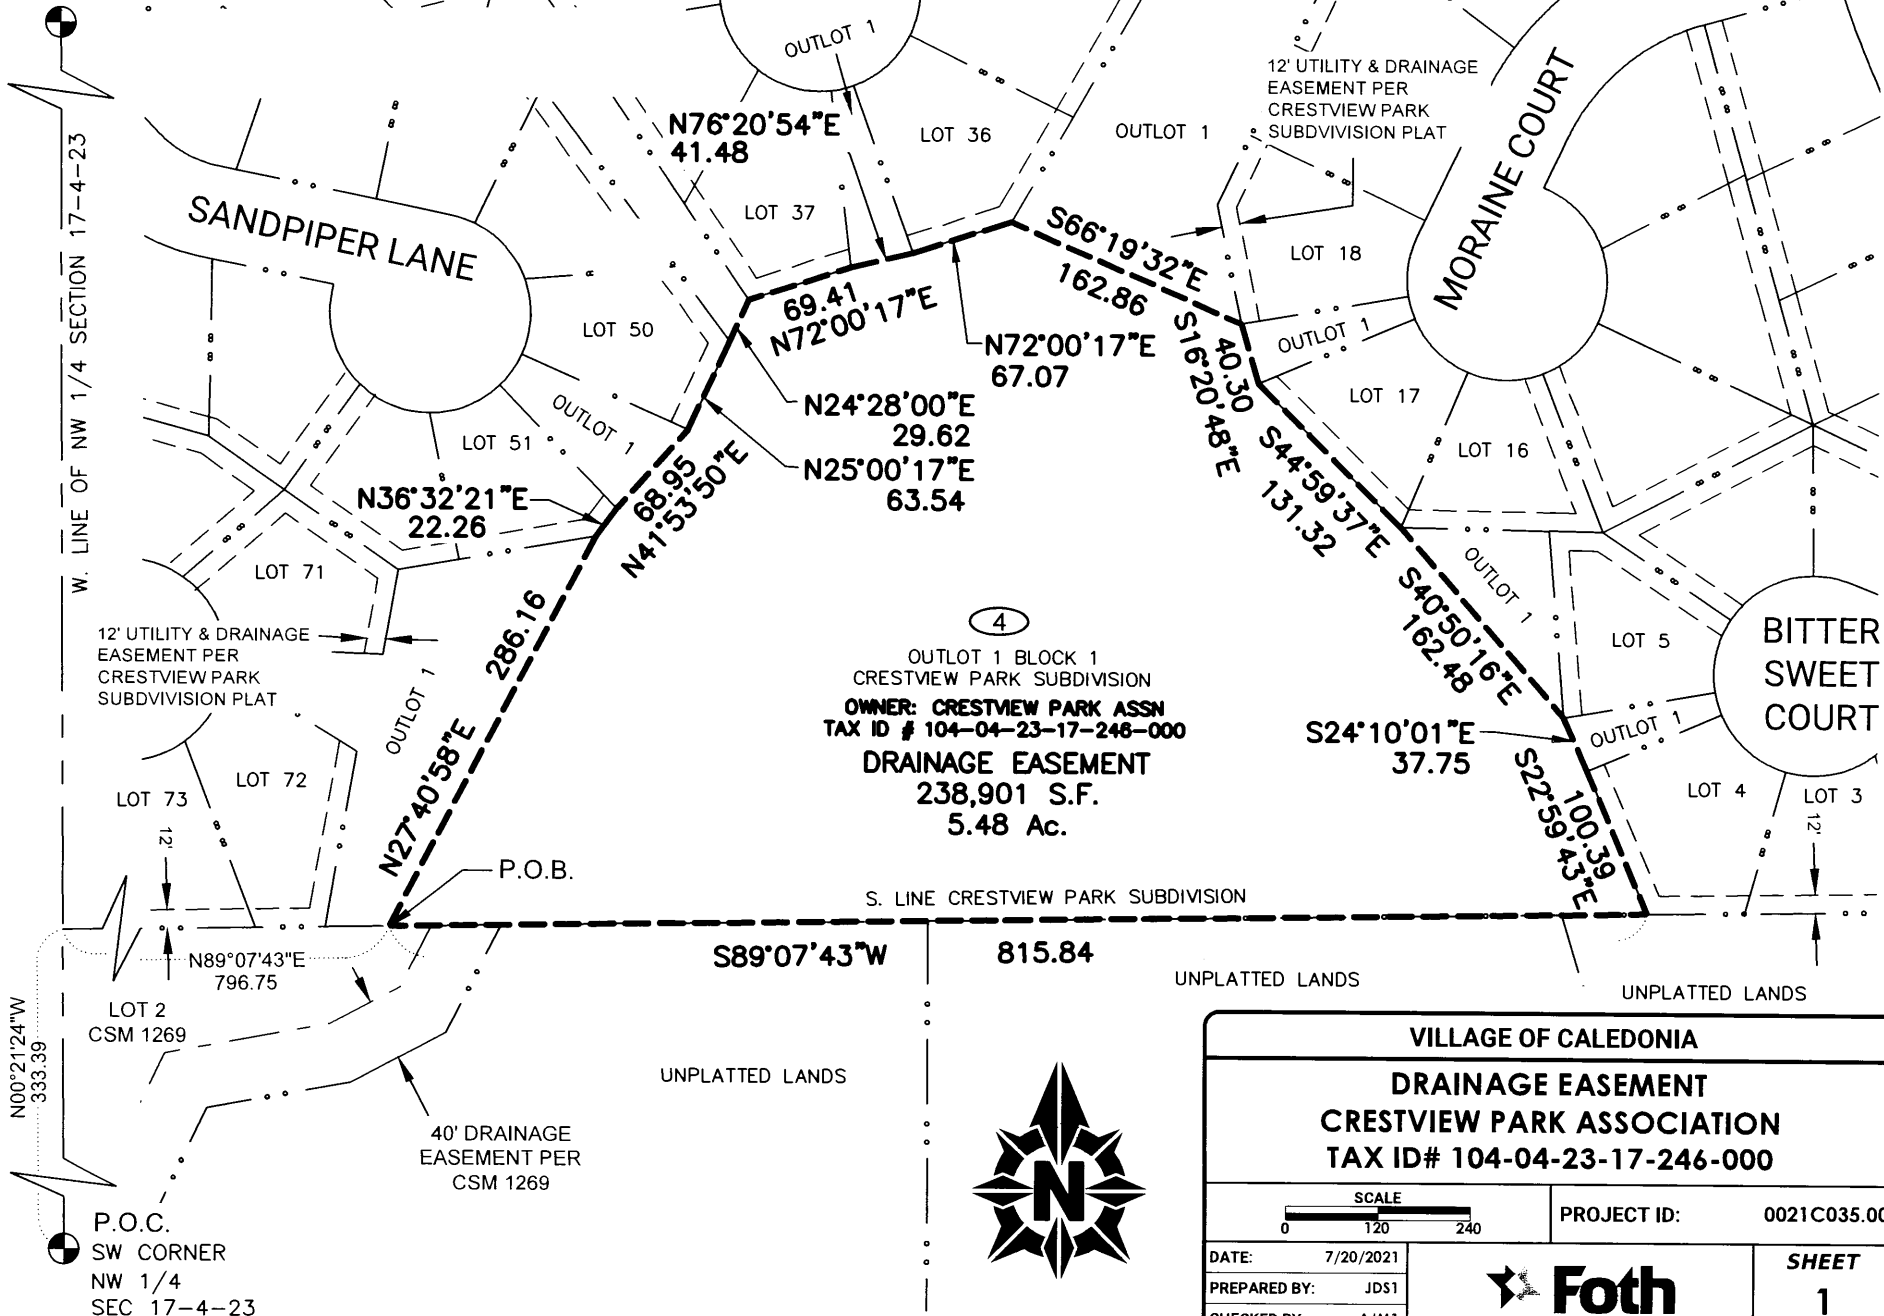 OUTLOT 1
12' UTILITY & DRAINAGE
EASEMENT PER
CRESTVIEW PARK
SUBDVIVISION PLAT
N76°20'54"E
41.48
LOT 36
OUTLOT 1
MORAINE COURT
W. LINE OF NW 1/4 SECTION 17-4-23
SANDPIPER LANE
LOT 37
S66°19'32"E
162.86
LOT 18
69.41
N72°00'17"E
LOT 50
N72°00'17"E
67.07
S16°20'48"E
40.30
OUTLOT 1
N24°28'00"E
29.62
OUTLOT 1
LOT 17
LOT 51
N25°00'17"E
63.54
S44°59'37"E
131.32
LOT 16
N36°32'21"E
22.26
68.95
N41°53'50"E
LOT 71
OUTLOT 1
S40°50'16"E
162.48
286.16
N27°40'58"E
12' UTILITY & DRAINAGE
EASEMENT PER
CRESTVIEW PARK
SUBDVIVISION PLAT
OUTLOT 1
4
OUTLOT 1 BLOCK 1
CRESTVIEW PARK SUBDIVISION
OWNER: CRESTVIEW PARK ASSN
TAX ID # 104-04-23-17-246-000
DRAINAGE EASEMENT
238,901 S.F.
5.48 Ac.
LOT 5
BITTER
SWEET
COURT
S24°10'01"E
37.75
OUTLOT 1
LOT 72
LOT 73
12'
S22°59'43"E
100.39
LOT 4
LOT 3
12'
P.O.B.
S. LINE CRESTVIEW PARK SUBDIVISION
S89°07'43"W
815.84
N89°07'43"E
796.75
UNPLATTED LANDS
UNPLATTED LANDS
LOT 2
CSM 1269
N00°21'24"W
333.39
UNPLATTED LANDS
40' DRAINAGE
EASEMENT PER
CSM 1269
N
P.O.C.
SW CORNER
NW 1/4
SEC 17-4-23
VILLAGE OF CALEDONIA
DRAINAGE EASEMENT
CRESTVIEW PARK ASSOCIATION
TAX ID# 104-04-23-17-246-000
SCALE
0 120 240
PROJECT ID: 0021C035.00
DATE: 7/20/2021
PREPARED BY: JDS1
Foth
SHEET
1